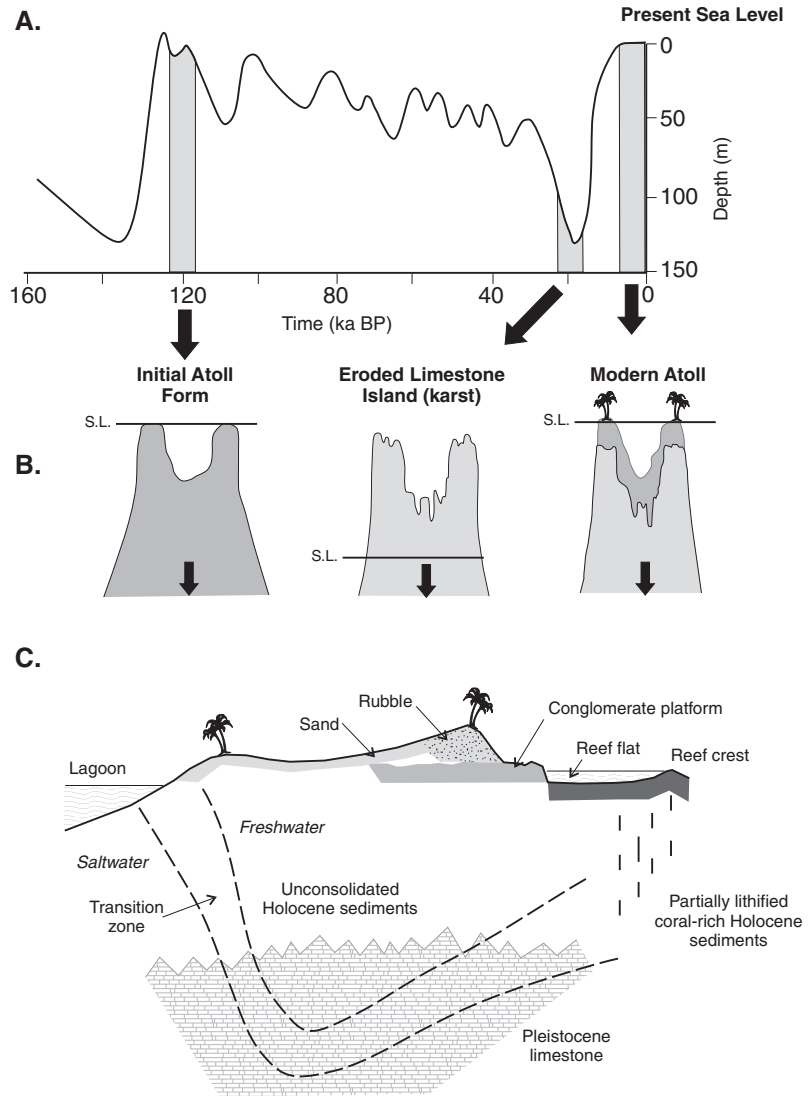 A.
Present Sea Level
0
50
100
150
Depth (m)
160
120
80
40
0
Time (ka BP)
Initial Atoll
Form
Eroded Limestone
Island (karst)
Modern Atoll
B.
S.L.
S.L.
S.L.
C.
Rubble
Sand
Conglomerate platform
Reef flat
Reef crest
Lagoon
Freshwater
Saltwater
Transition
zone
Unconsolidated
Holocene sediments
Partially lithified
coral-rich Holocene
sediments
Pleistocene
limestone